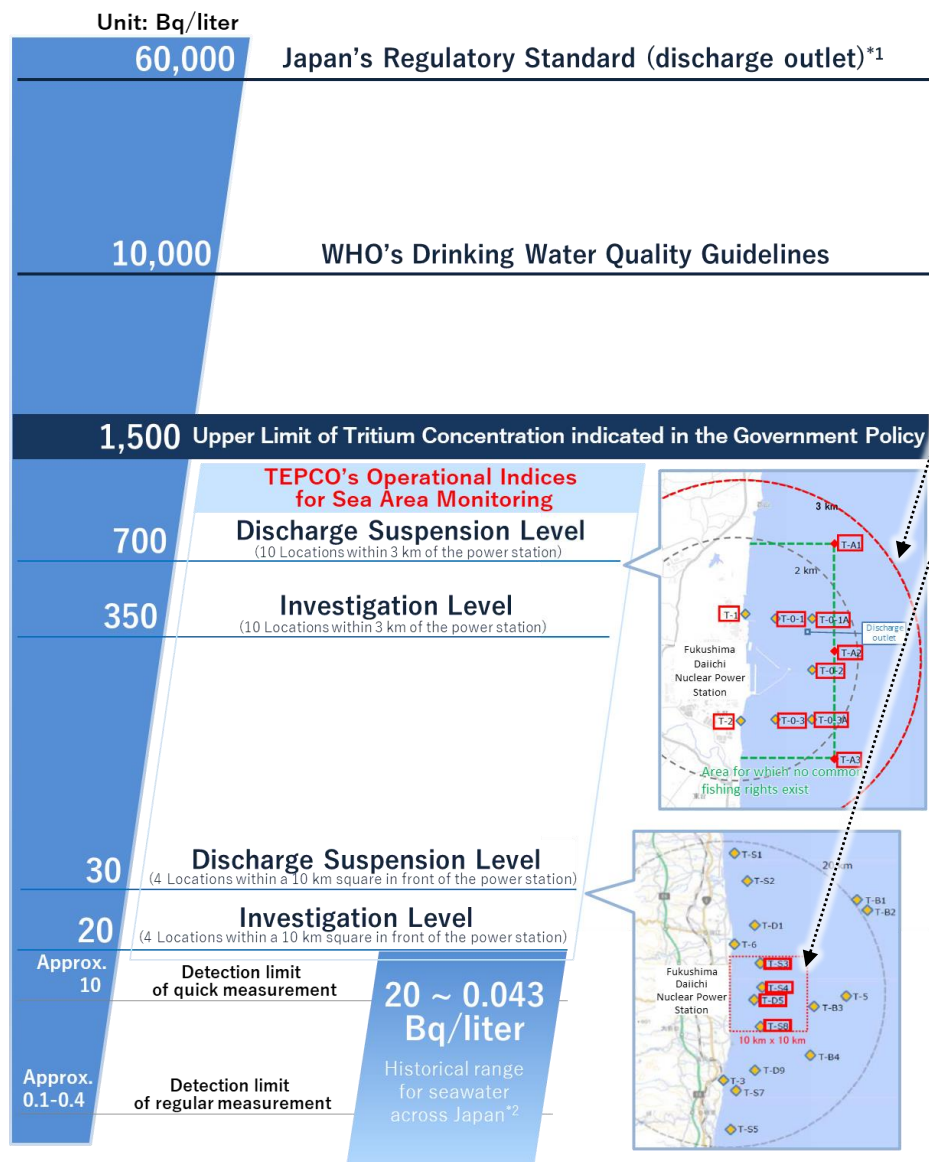 Unit: Bq/liter
60,000 Japan's Regulatory Standard (discharge outlet)*1
10,000 WHO's Drinking Water Quality Guidelines
1,500 Upper Limit of Tritium Concentration indicated in the Government Policy
TEPCO's Operational Indices
for Sea Area Monitoring
700 Discharge Suspension Level
(10 Locations within 3 km of the power station)
350 Investigation Level
(10 Locations within 3 km of the power station)
3 km
T-A1
2 km
T-1
T-0-1
T-0-1A
Discharge
outlet
Fukushima
Daiichi
Nuclear Power
Station
T-A2
T-0-2
T-2
T-0-3
T-0-3A
T-A3
Area for which no common
fishing rights exist
30 Discharge Suspension Level
(4 Locations within a 10 km square in front of the power station)
20 Investigation Level
(4 Locations within a 10 km square in front of the power station)
Approx.
10
Detection limit
of quick measurement
20 ~ 0.043
Bq/liter
Historical range
for seawater
across Japan*2
Approx.
0.1-0.4
Detection limit
of regular measurement
T-S1
20 km
T-S2
T-B1
T-B2
T-D1
T-6
T-S3
Fukushima
Daiichi
Nuclear Power
Station
T-S4
T-D5
T-5
T-B3
T-S8
10 km x 10 km
T-B4
T-D9
T-3
T-S7
T-S5